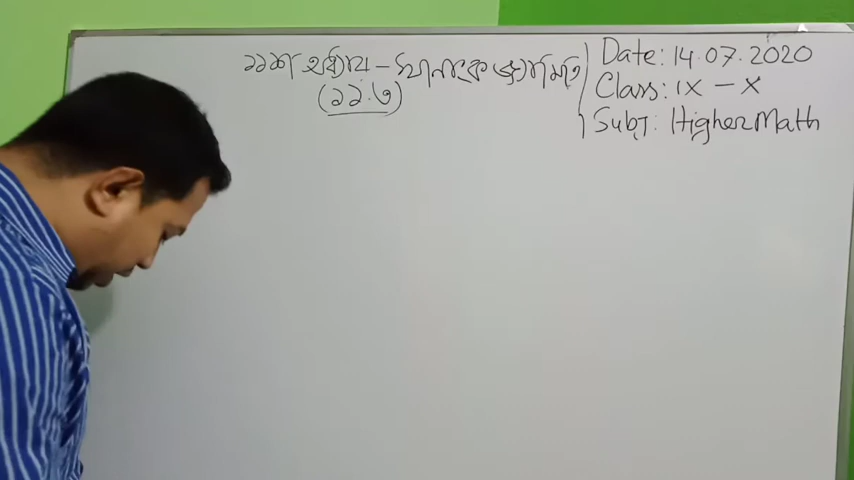 ১১শ অধ্যায় - স্থানাঙ্ক জ্যামিতি
(১১.৩)
Date: 14.07.2020
Class: IX - X
Subj: Higher Math